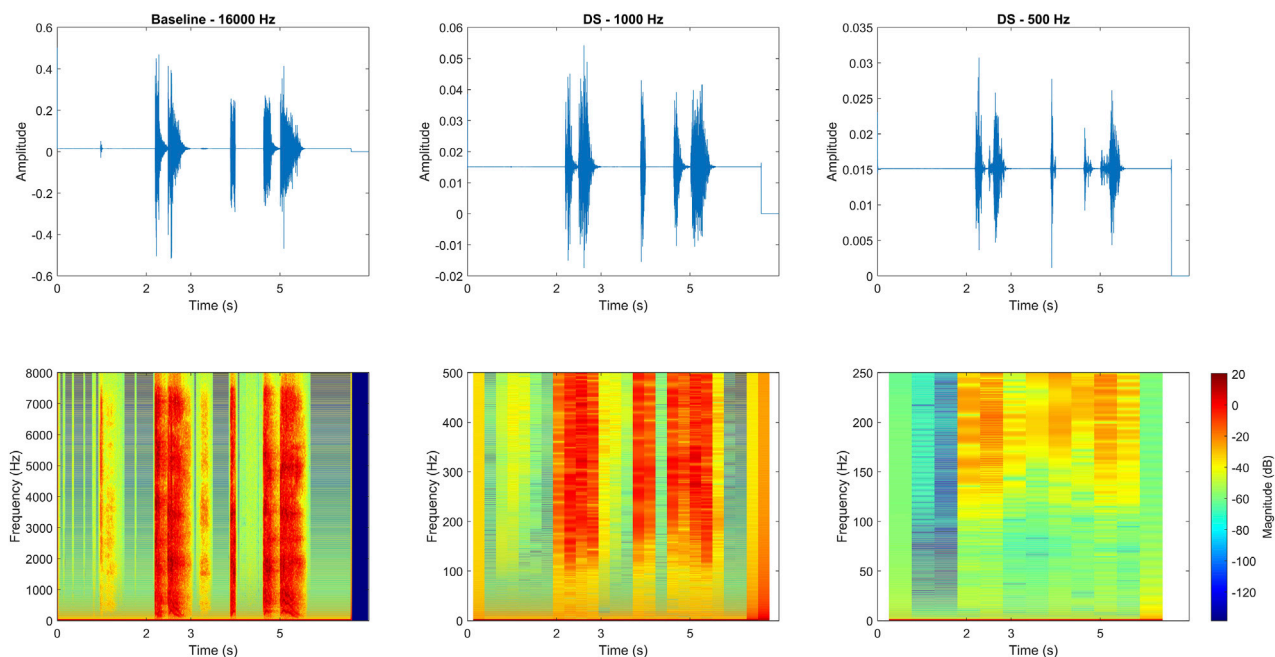 Baseline - 16000 Hz
Amplitude
0.6
0.4
0.2
0
-0.2
-0.4
-0.6
0 2 3 5
Time (s)
DS - 1000 Hz
Amplitude
0.06
0.05
0.04
0.03
0.02
0.01
0
-0.01
-0.02
0 2 3 5
Time (s)
DS - 500 Hz
Amplitude
0.035
0.03
0.025
0.02
0.015
0.01
0.005
0
0 2 3 5
Time (s)
Frequency (Hz)
8000
7000
6000
5000
4000
3000
2000
1000
0
0 2 3 5
Time (s)
Frequency (Hz)
500
400
300
200
100
0
0 2 3 5
Time (s)
Frequency (Hz)
250
200
150
100
50
0
0 2 3 5
Time (s)
20
0
-20
-40
-60
-80
-100
-120
Magnitude (dB)